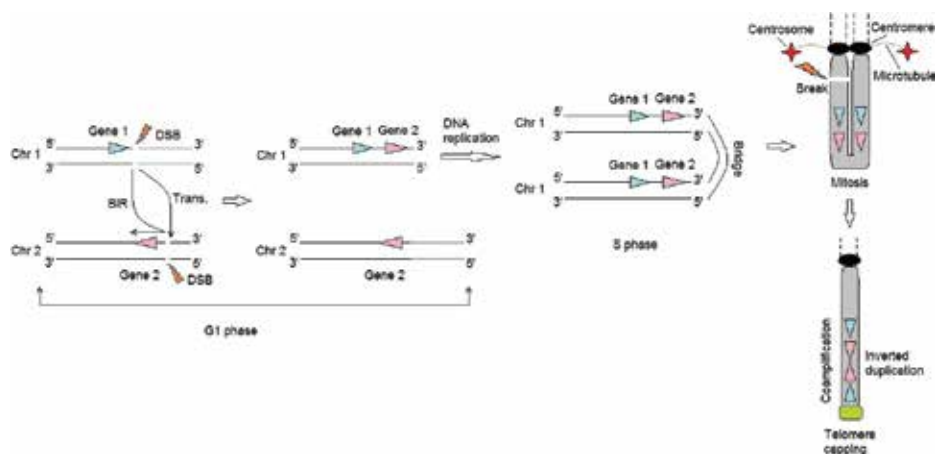 Gene 1
DSB
5'
3'
Chr 1
3'
5'
BIR
Trans.
5'
3'
Chr 2
3'
5'
Gene 2
DSB
G1 phase
Gene 1 Gene 2
5'
3'
Chr 1
3'
5'
5'
3'
Chr 2
3'
5'
Gene 2
DNA
replication
Gene 1 Gene 2
5'
3'
Chr 1
3'
5'
Gene 1 Gene 2
5'
3'
Chr 1
3'
5'
Bridge
S phase
Centrosome
Centromere
Microtubule
Break
Mitosis
Coamplification
Inverted
duplication
Telomere
capping